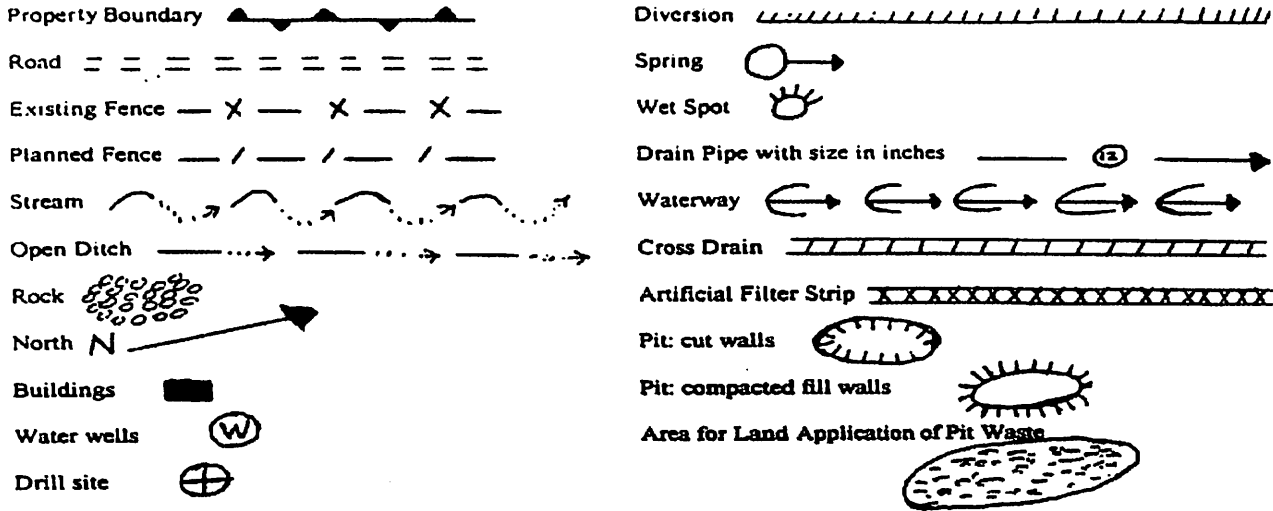 Property Boundary
Road
Existing Fence
Planned Fence
Stream
Open Ditch
Rock
North N
Buildings
Water wells W
Drill site
Diversion
Spring
Wet Spot
Drain Pipe with size in inches 12
Waterway
Cross Drain
Artificial Filter Strip
Pit: cut walls
Pit: compacted fill walls
Area for Land Application of Pit Waste